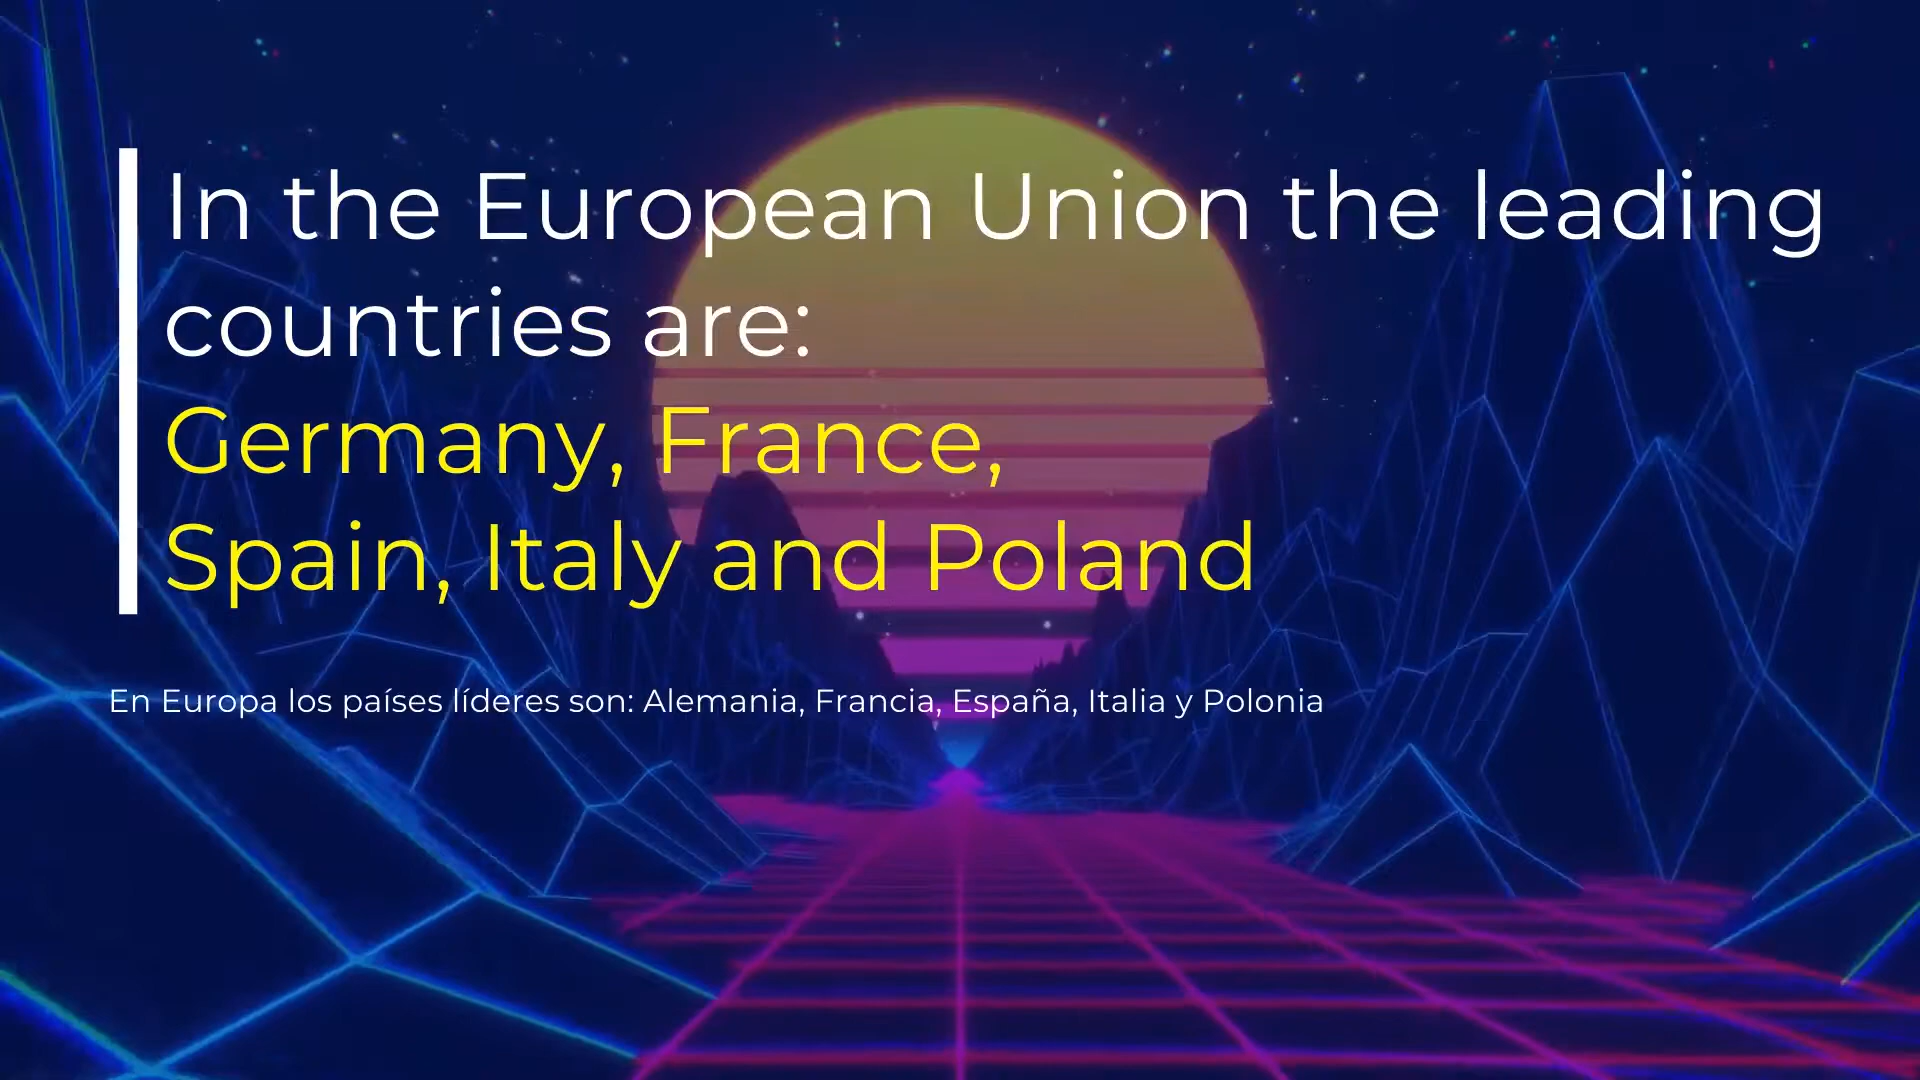 In the European Union the leading
countries are:
Germany, France,
Spain, Italy and Poland
En Europa los países líderes son: Alemania, Francia, España, Italia y Polonia